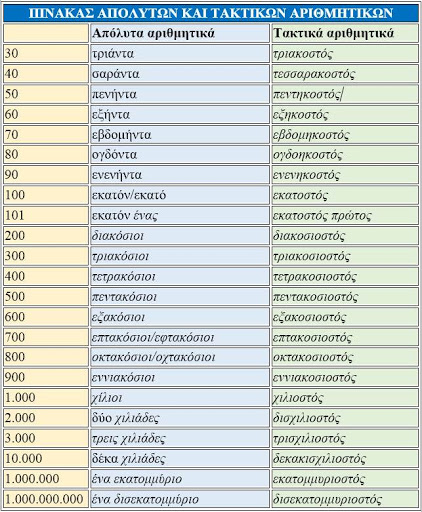 ΠΙΝΑΚΑΣ ΑΠΟΛΥΤΩΝ ΚΑΙ ΤΑΚΤΙΚΩΝ ΑΡΙΘΜΗΤΙΚΩΝ
Απόλυτα αριθμητικά Τακτικά αριθμητικά
30 τριάντα τριακοστός
40 σαράντα τεσσαρακοστός
50 πενήντα πεντηκοστός
60 εξήντα εξηκοστός
70 εβδομήντα εβδομηκοστός
80 ογδόντα ογδοηκοστός
90 ενενήντα ενενηκοστός
100 εκατόν/εκατό εκατοστός
101 εκατόν ένας εκατοστός πρώτος
200 διακόσιοι διακοσιοστός
300 τριακόσιοι τριακοσιοστός
400 τετρακόσιοι τετρακοσιοστός
500 πεντακόσιοι πεντακοσιοστός
600 εξακόσιοι εξακοσιοστός
700 επτακόσιοι/εφτακόσιοι επτακοσιοστός
800 οκτακόσιοι/οχτακόσιοι οκτακοσιοστός
900 εννιακόσιοι εννιακοσιοστός
1.000 χίλιοι χιλιοστός
2.000 δύο χιλιάδες δισχιλιοστός
3.000 τρεις χιλιάδες τρισχιλιοστός
10.000 δέκα χιλιάδες δεκακισχιλιοστός
1.000.000 ένα εκατομμύριο εκατομμυριοστός
1.000.000.000 ένα δισεκατομμύριο δισεκατομμυριοστός